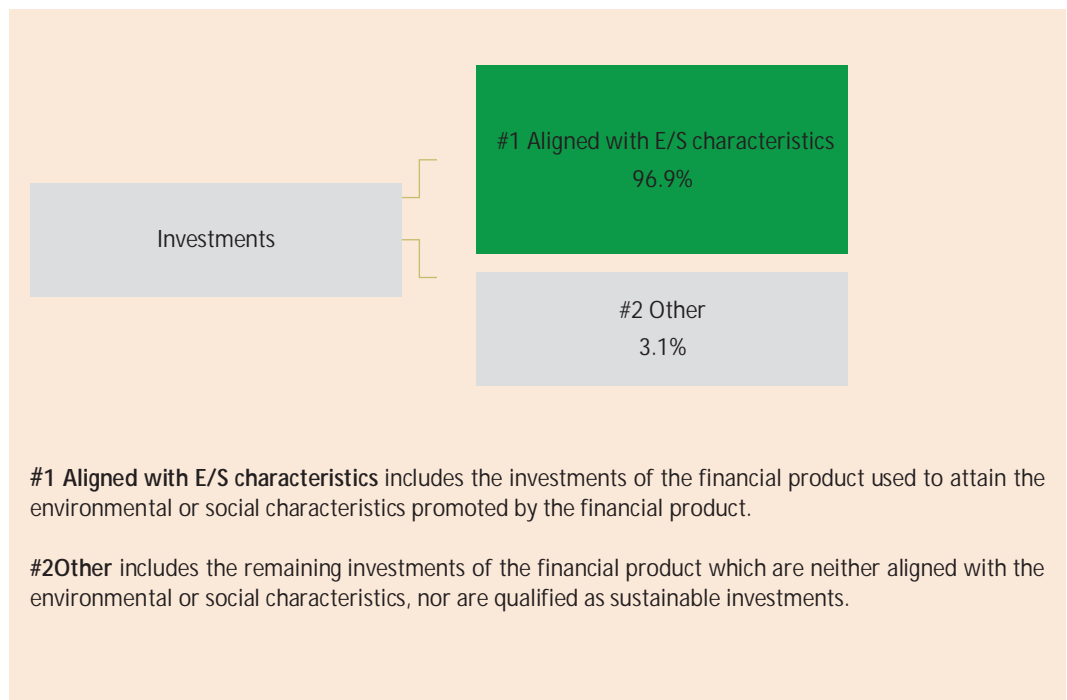 #1 Aligned with E/S characteristics
96.9%
Investments
#2 Other
3.1%
#1 Aligned with E/S characteristics includes the investments of the financial product used to attain the
environmental or social characteristics promoted by the financial product.
#2Other includes the remaining investments of the financial product which are neither aligned with the
environmental or social characteristics, nor are qualified as sustainable investments.